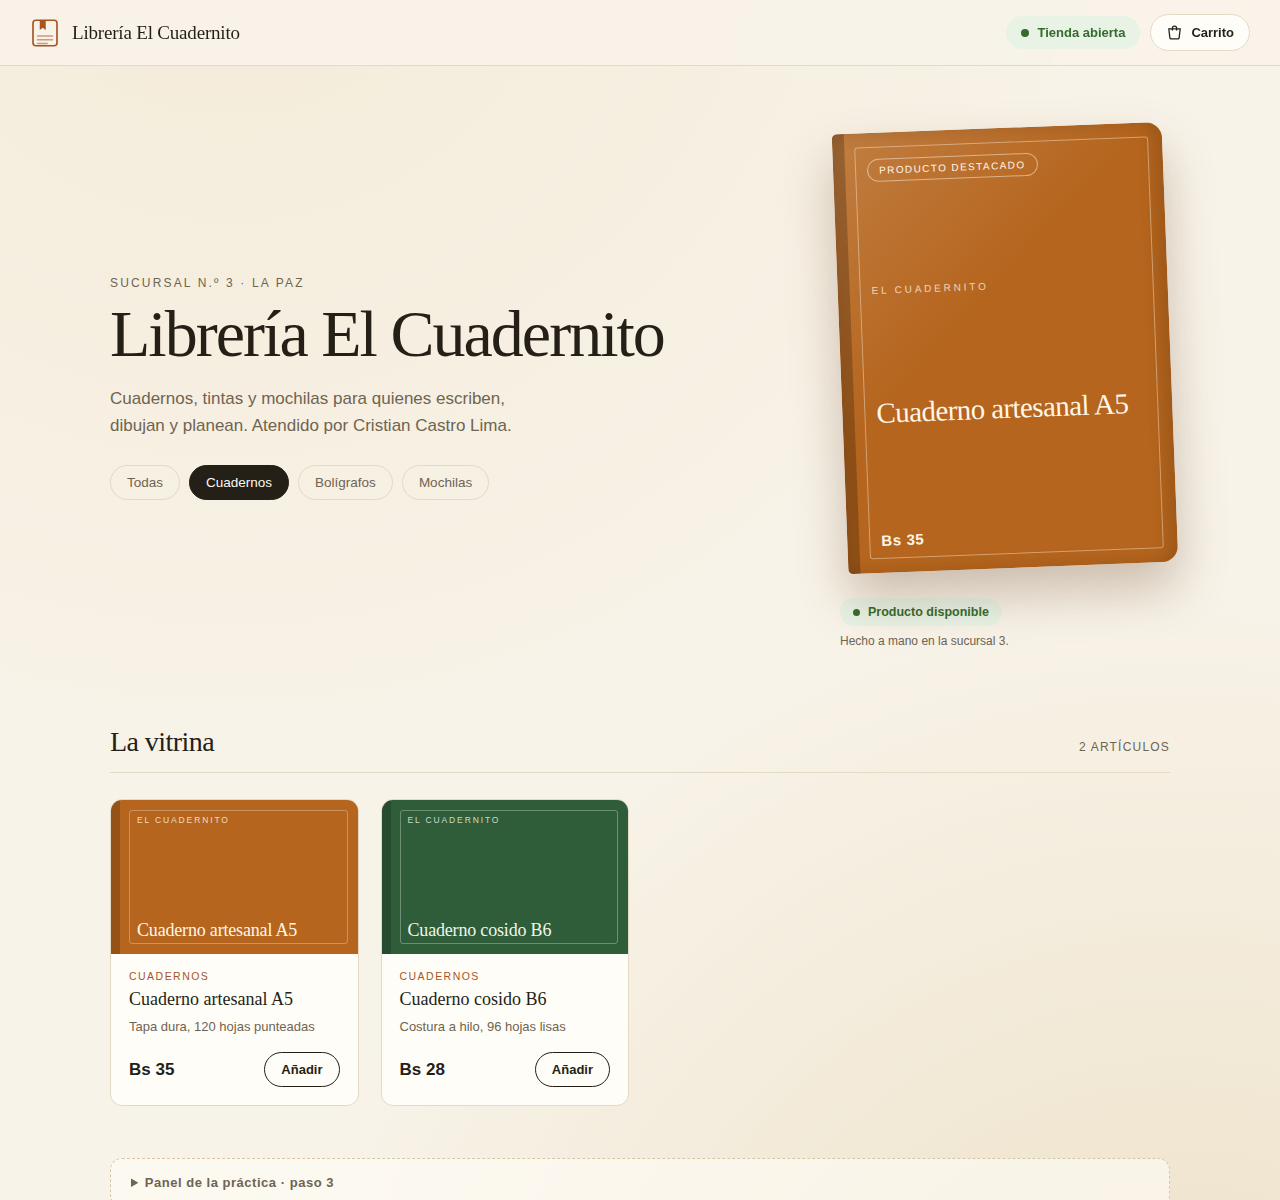 Librería El Cuadernito
Tienda abierta
Carrito
SUCURSAL N.º 3 · LA PAZ
Librería El Cuadernito
Cuadernos, tintas y mochilas para quienes escriben,
dibujan y planean. Atendido por Cristian Castro Lima.
Todas
Cuadernos
Bolígrafos
Mochilas
PRODUCTO DESTACADO
EL CUADERNITO
Cuaderno artesanal A5
Bs 35
Producto disponible
Hecho a mano en la sucursal 3.
La vitrina
2 ARTÍCULOS
EL CUADERNITO
Cuaderno artesanal A5
CUADERNOS
Cuaderno artesanal A5
Tapa dura, 120 hojas punteadas
Bs 35
Añadir
EL CUADERNITO
Cuaderno cosido B6
CUADERNOS
Cuaderno cosido B6
Costura a hilo, 96 hojas lisas
Bs 28
Añadir
Panel de la práctica · paso 3